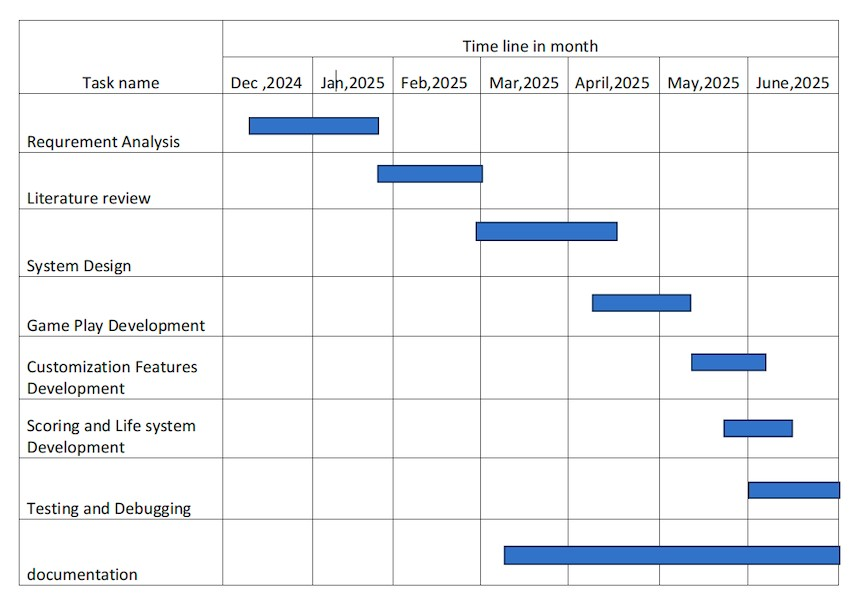 Time line in month
Task name
Dec ,2024
Jan,2025
Feb,2025
Mar,2025
April,2025
May,2025
June,2025
Requrement Analysis
Literature review
System Design
Game Play Development
Customization Features
Development
Scoring and Life system
Development
Testing and Debugging
documentation